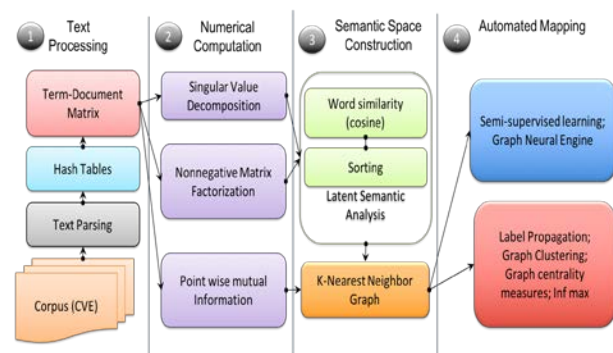 1
Text
Processing
2
Numerical
Computation
3
Semantic Space
Construction
4
Automated Mapping
Term-Document
Matrix
Hash Tables
Text Parsing
Corpus (CVE)
Singular Value
Decomposition
Nonnegative Matrix
Factorization
Point wise mutual
Information
Word similarity
(cosine)
Sorting
Latent Semantic
Analysis
K-Nearest Neighbor
Graph
Semi-supervised learning;
Graph Neural Engine
Label Propagation;
Graph Clustering;
Graph centrality
measures; Inf max